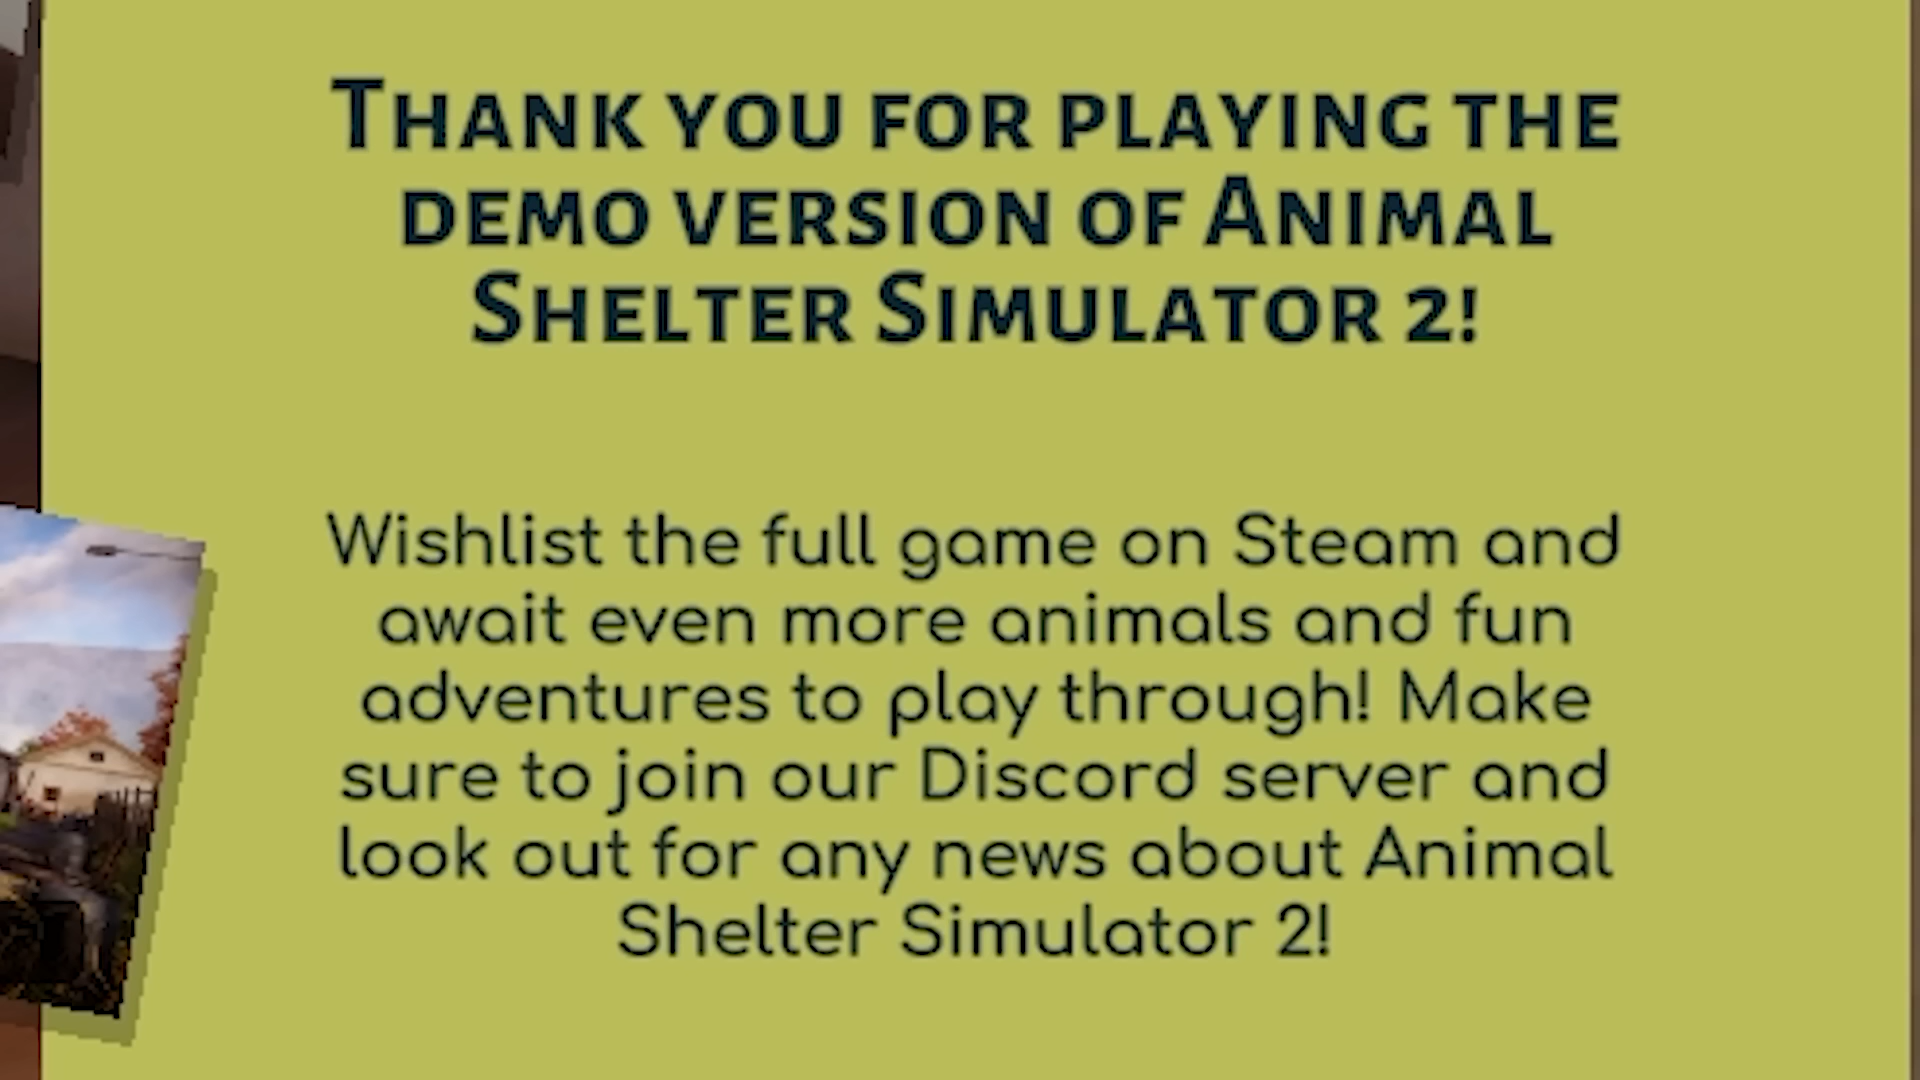 Thank you for playing the
demo version of Animal
Shelter Simulator 2!
Wishlist the full game on Steam and
await even more animals and fun
adventures to play through! Make
sure to join our Discord server and
look out for any news about Animal
Shelter Simulator 2!